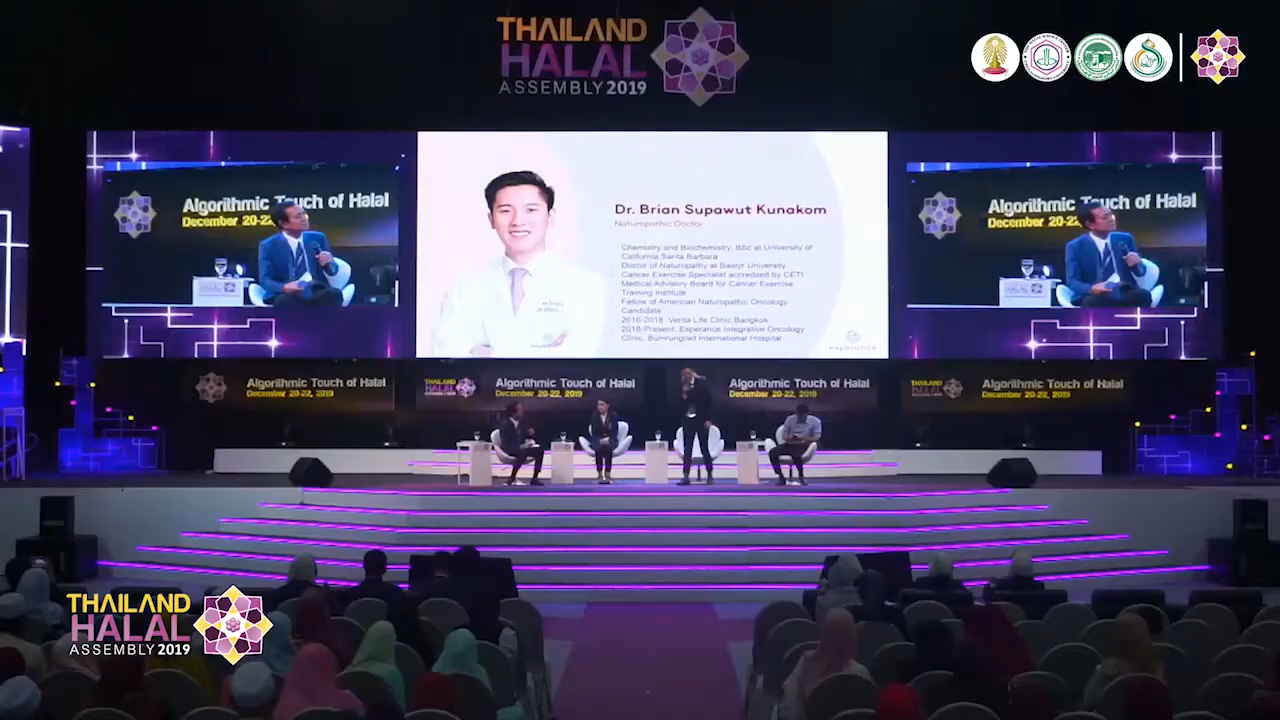 THAILAND
HALAL
ASSEMBLY 2019
Algorithmic Touch of Halal
December 20-22
Dr. Brian Supawut Kunakom
Naturopathic Doctor
Chemistry and Biochemistry, BSc at University of
California Santa Barbara
Doctor of Naturopathy at Bastyr University
Cancer Exercise Specialist accredited by CETI
Medical Advisory Board for Cancer Exercise
Training Institute
Fellow of American Naturopathic Oncology
Candidate
2016-2018 Verita Life Clinic Bangkok
2018-Present: Esperance Integrative Oncology
Clinic, Bumrungrad International Hospital
esperance
Algorithmic Touch of Halal
December 20-22
Algorithmic Touch of Halal
December 20-22, 2019
THAILAND
HALAL
Algorithmic Touch of Halal
December 20-22, 2019
Algorithmic Touch of Halal
December 20-22, 2019
THAILAND
HALAL
Algorithmic Touch of Halal
December 20-22, 2019
THAILAND
HALAL
ASSEMBLY 2019